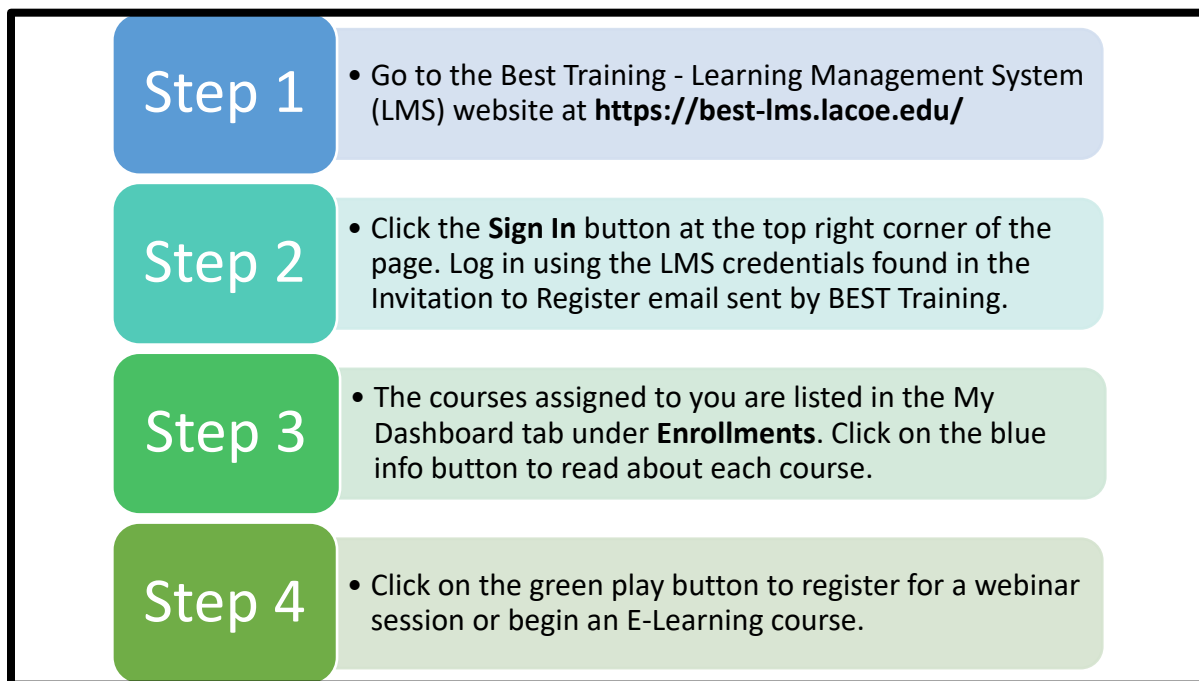 Step 1
• Go to the Best Training - Learning Management System
(LMS) website at https://best-lms.lacoe.edu/
Step 2
• Click the Sign In button at the top right corner of the
page. Log in using the LMS credentials found in the
Invitation to Register email sent by BEST Training.
Step 3
• The courses assigned to you are listed in the My
Dashboard tab under Enrollments. Click on the blue
info button to read about each course.
Step 4
• Click on the green play button to register for a webinar
session or begin an E-Learning course.